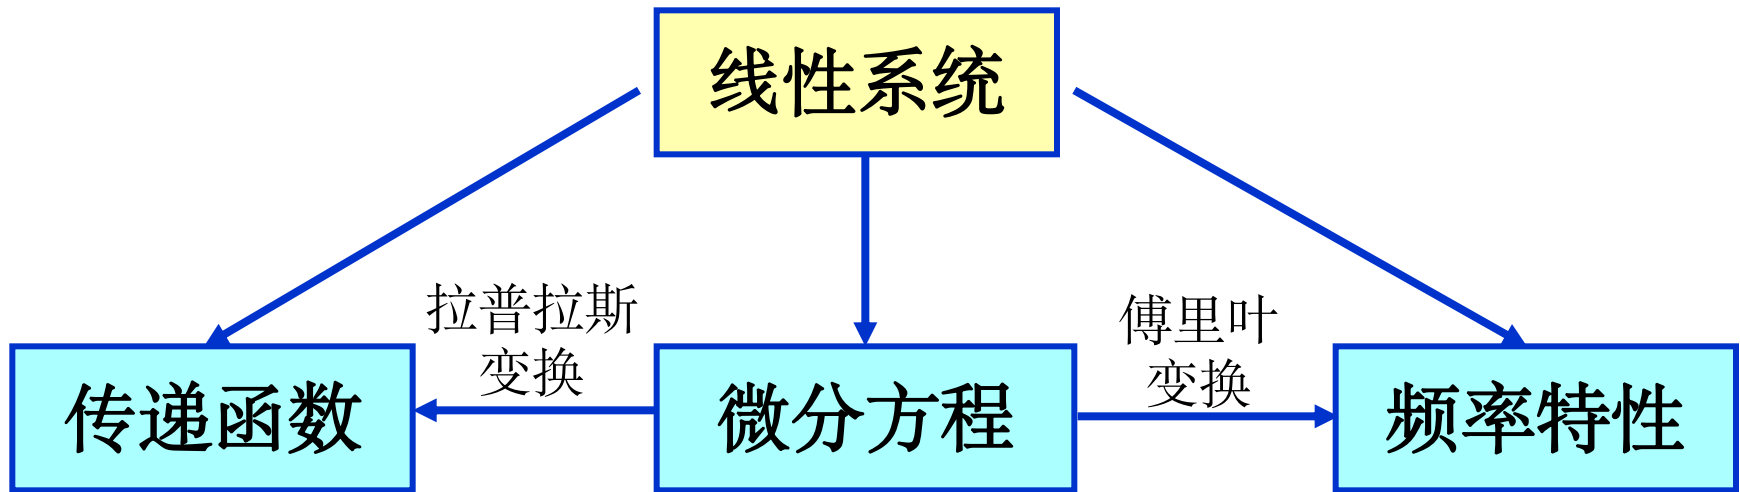 线性系统
拉普拉斯
变换
傅里叶
变换
传递函数
微分方程
频率特性